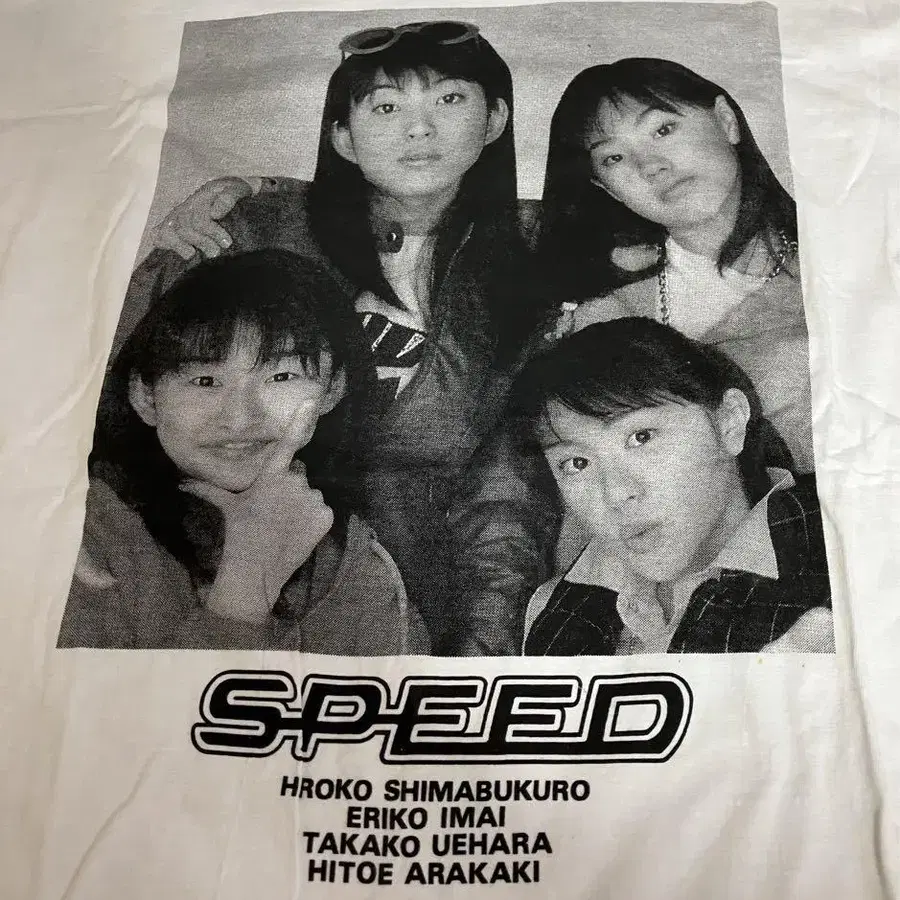 SPEED
HROKO SHIMABUKURO
ERIKO IMAI
TAKAKO UEHARA
HITOE ARAKAKI